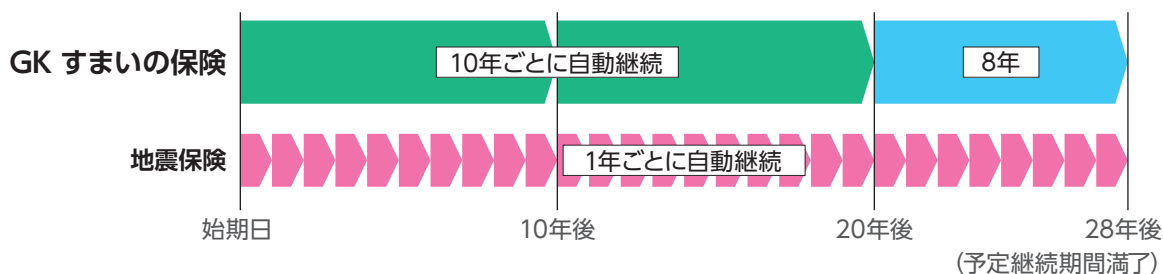 GK すまいの保険
10年ごとに自動継続
8年
地震保険
1年ごとに自動継続
始期日
10年後
20年後
28年後
(予定継続期間満了)